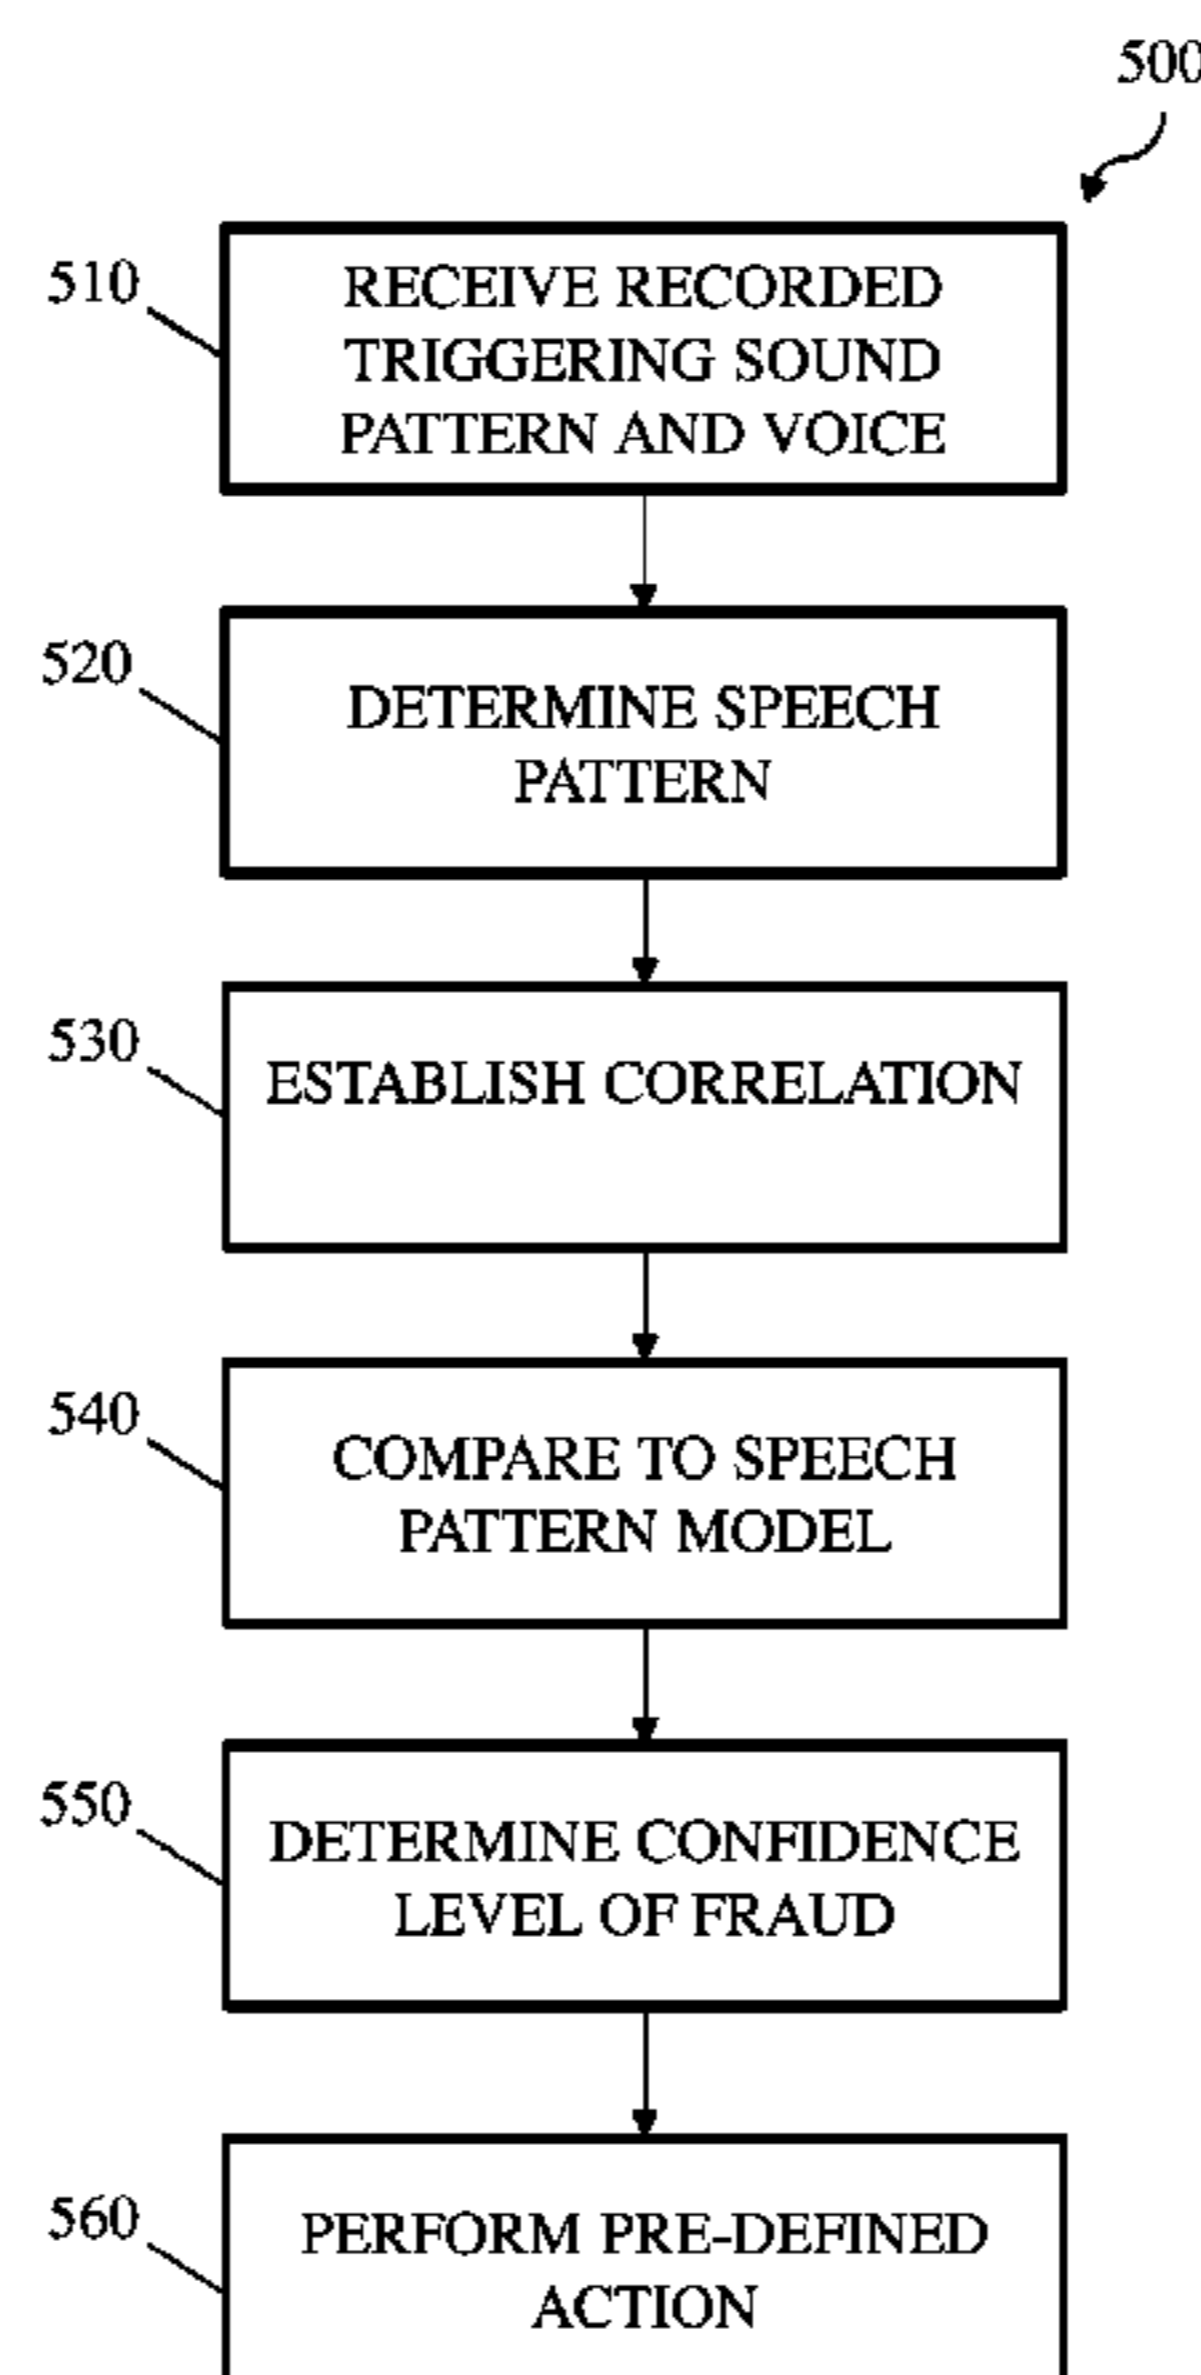 500
510
RECEIVE RECORDED
TRIGGERING SOUND
PATTERN AND VOICE
520
DETERMINE SPEECH
PATTERN
530
ESTABLISH CORRELATION
540
COMPARE TO SPEECH
PATTERN MODEL
550
DETERMINE CONFIDENCE
LEVEL OF FRAUD
560
PERFORM PRE-DEFINED
ACTION